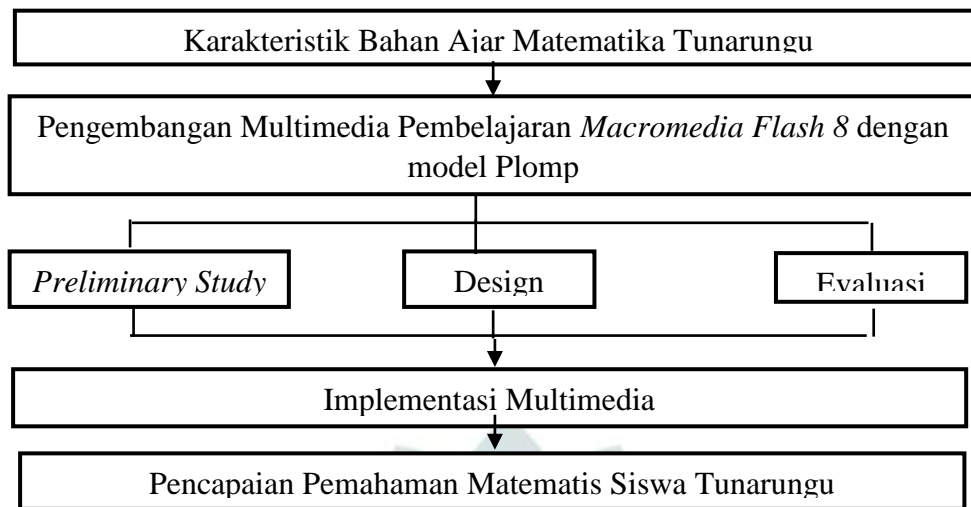 Karakteristik Bahan Ajar Matematika Tunarungu
Pengembangan Multimedia Pembelajaran Macromedia Flash 8 dengan
model Plomp
Preliminary Study
Design
Evaluasi
Implementasi Multimedia
Pencapaian Pemahaman Matematis Siswa Tunarungu